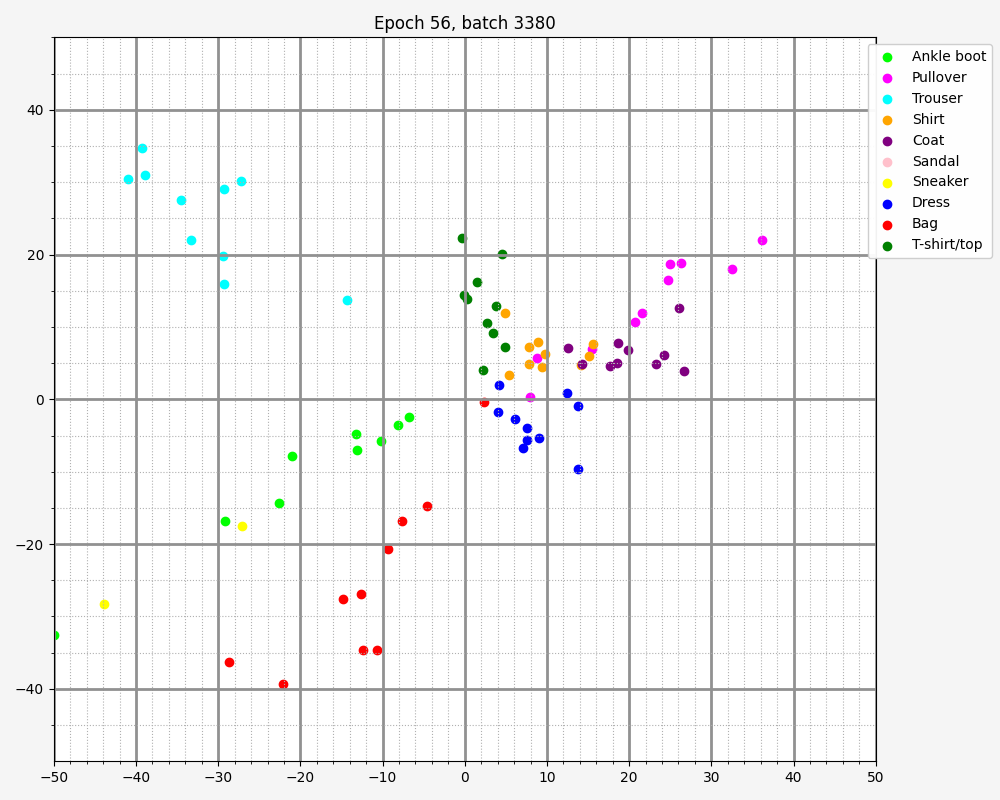 Epoch 56, batch 3380
Ankle boot
Pullover
Trouser
Shirt
Coat
Sandal
Sneaker
Dress
Bag
T-shirt/top
40
20
0
−20
−40
−50 −40 −30 −20 −10 0 10 20 30 40 50